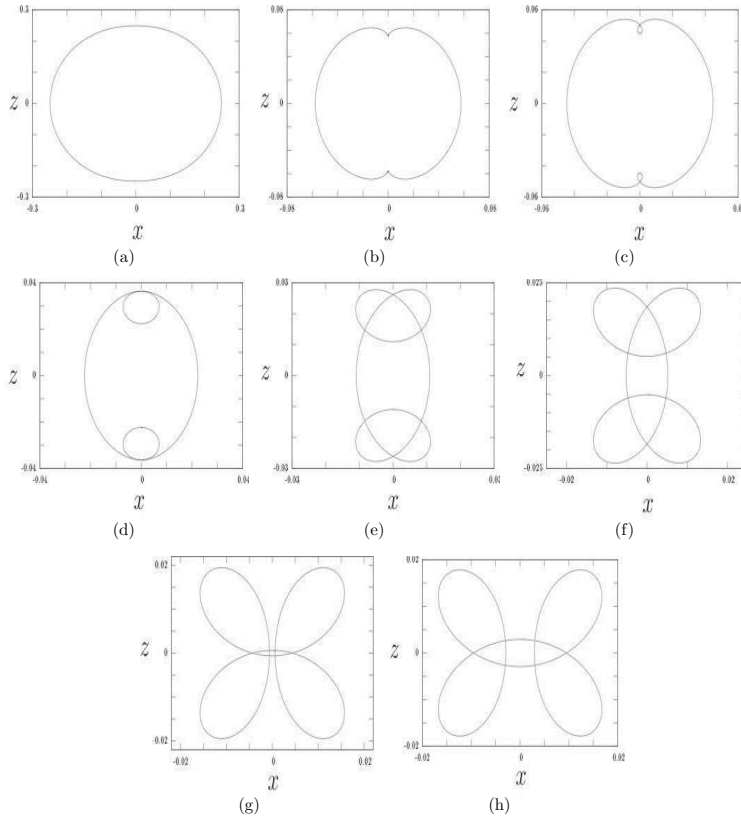 0.3
z 0
-0.3
-0.3 0 0.3
x
(a)
0.08
z 0
-0.08
-0.08 0 0.08
x
(b)
0.06
z 0
-0.06
-0.06 0
x
(c)
0.04
z 0
-0.04
-0.04 0 0.04
x
(d)
0.03
z 0
-0.03
-0.03 0 0.03
x
(e)
0.025
z 0
-0.025
-0.02 0 0.02
x
(f)
0.02
z 0
-0.02
-0.02 0 0.02
x
(g)
0.02
z 0
-0.02
-0.02 0 0.02
x
(h)